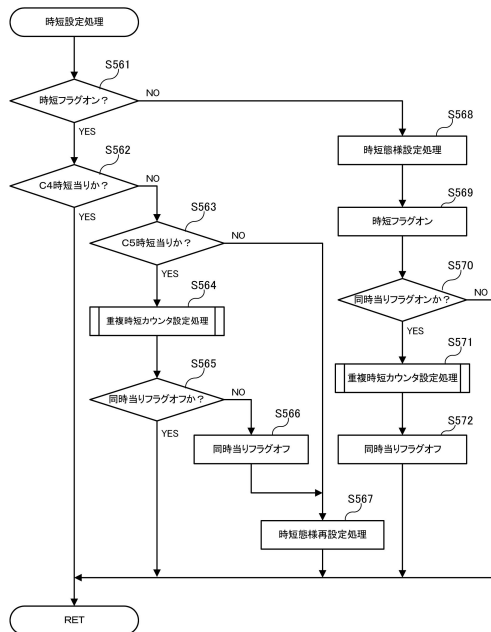 時短設定処理
S561
時短フラグオン？
NO
YES
S562
C4時短当りか？
NO
YES
S563
C5時短当りか？
NO
YES
S564
重複時短カウンタ設定処理
S565
同時当りフラグオフか？
NO
YES
S566
同時当りフラグオフ
S567
時短態様再設定処理
S568
時短態様設定処理
S569
時短フラグオン
S570
同時当りフラグオンか？
NO
YES
S571
重複時短カウンタ設定処理
S572
同時当りフラグオフ
RET